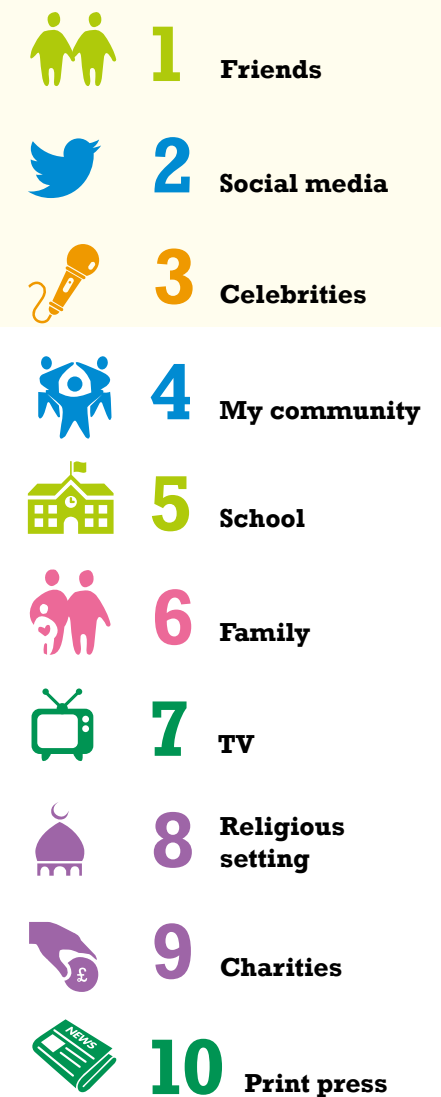 1 Friends
2 Social media
3 Celebrities
4 My community
5 School
6 Family
7 TV
8 Religious
setting
£
9 Charities
NEWS
10 Print press